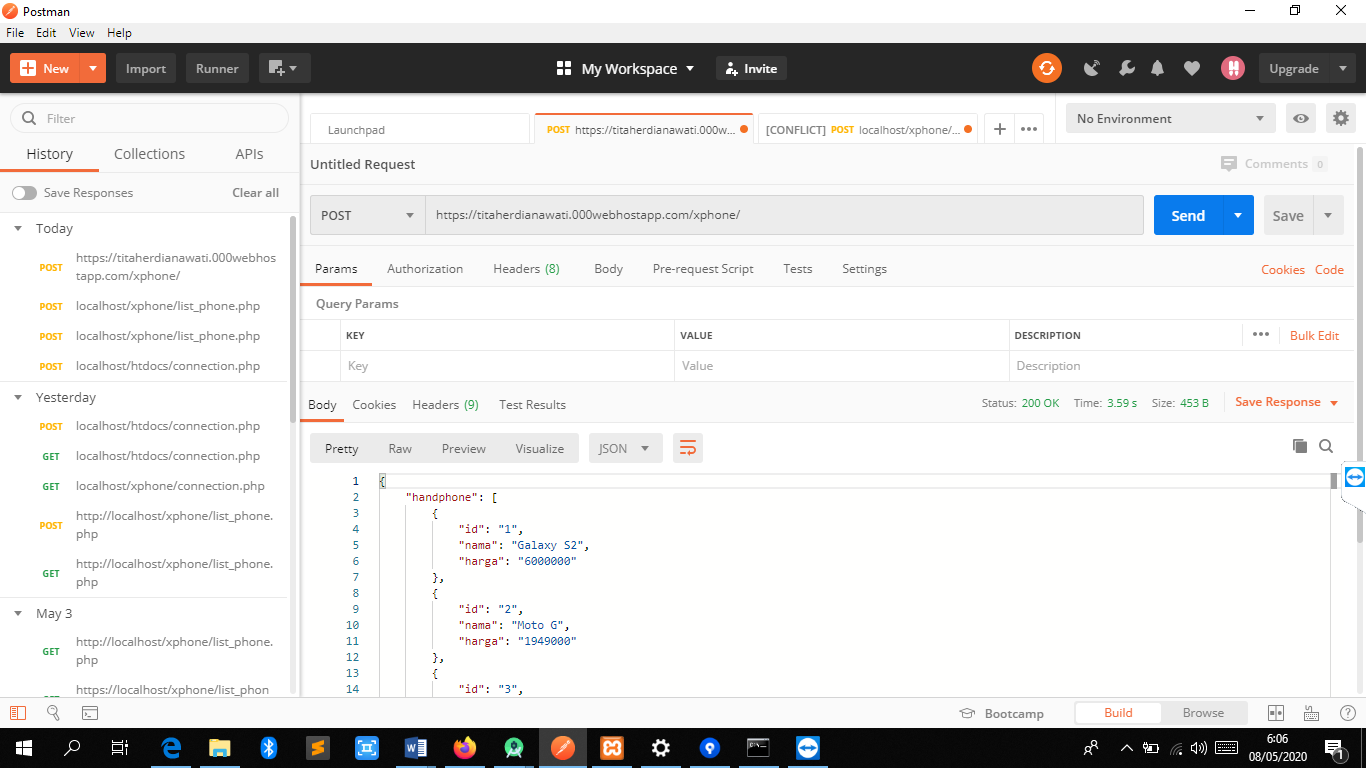 Postman
File Edit View Help
New Import Runner My Workspace Invite Upgrade
Filter
History Collections APIs
Save Responses Clear all
Today
POST https://titaherdianawati.000webhos
tapp.com/xphone/
POST localhost/xphone/list_phone.php
POST localhost/xphone/list_phone.php
POST localhost/htdocs/connection.php
Yesterday
POST localhost/htdocs/connection.php
GET localhost/htdocs/connection.php
GET localhost/xphone/connection.php
POST http://localhost/xphone/list_phone.
php
GET http://localhost/xphone/list_phone.
php
May 3
GET http://localhost/xphone/list_phone.
php
https://localhost/xphone/list_phon
Launchpad POST https://titaherdianawati.000w... [CONFLICT] POST localhost/xphone/... + ••• No Environment
Untitled Request Comments 0
POST https://titaherdianawati.000webhostapp.com/xphone/ Send Save
Params Authorization Headers (8) Body Pre-request Script Tests Settings Cookies Code
Query Params
KEY VALUE DESCRIPTION ••• Bulk Edit
Key Value Description
Body Cookies Headers (9) Test Results Status: 200 OK Time: 3.59 s Size: 453 B Save Response
Pretty Raw Preview Visualize JSON
1 {
2 "handphone": [
3 {
4 "id": "1",
5 "nama": "Galaxy S2",
6 "harga": "6000000"
7 },
8 {
9 "id": "2",
10 "nama": "Moto G",
11 "harga": "1949000"
12 },
13 {
14 "id": "3",
Bootcamp Build Browse
6:06
08/05/2020
1